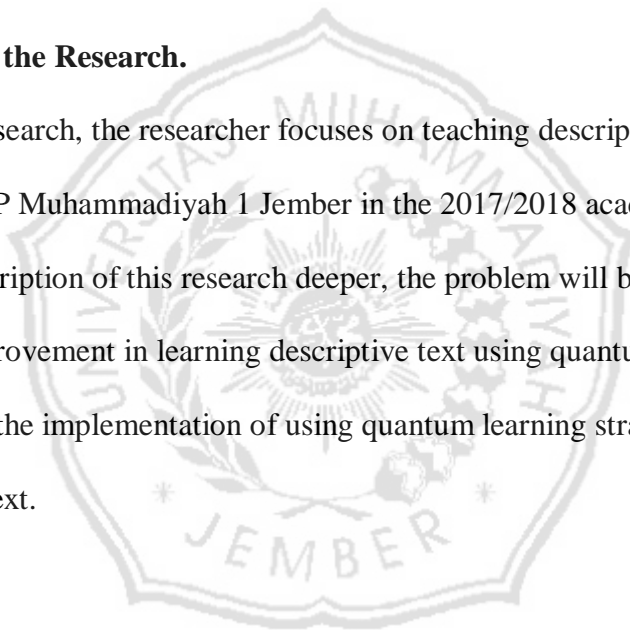 the Research.
search, the researcher focuses on teaching descrip
P Muhammadiyah 1 Jember in the 2017/2018 aca
ription of this research deeper, the problem will b
rovement in learning descriptive text using quantu
the implementation of using quantum learning stra
ext.
UNIVERSITAS MUHAMMADIYAH
JEMBER